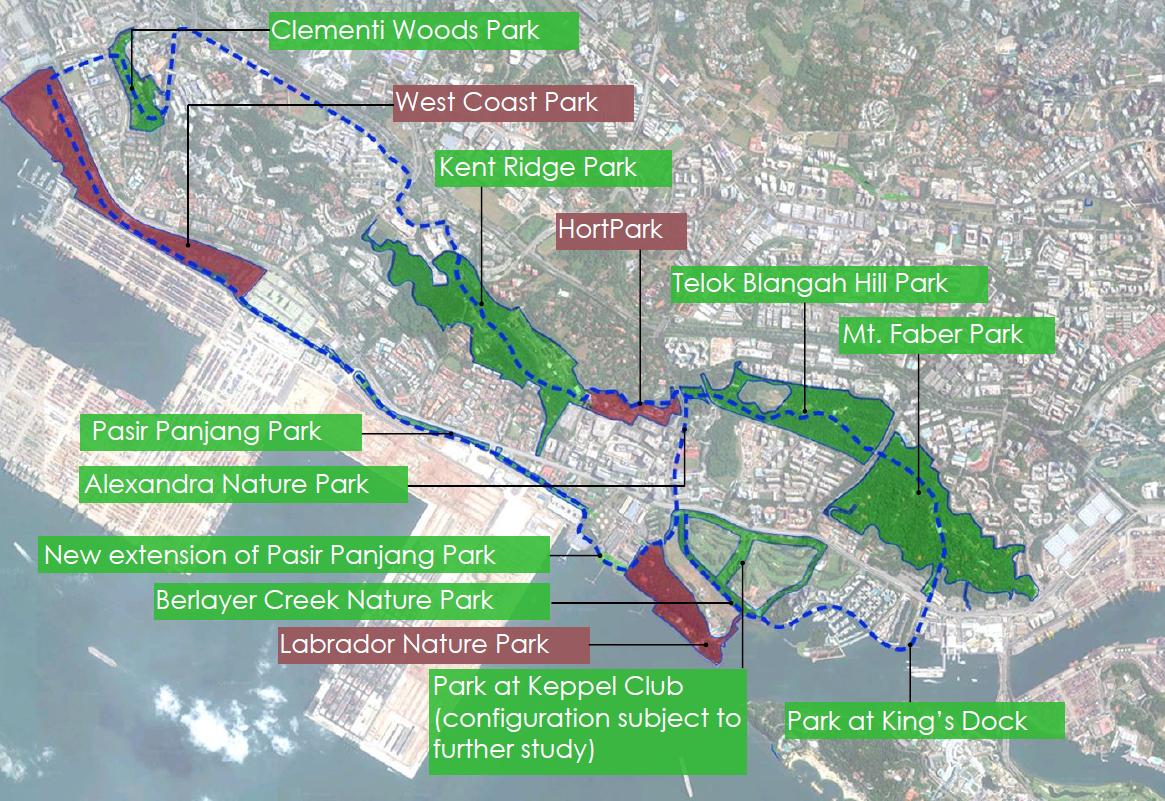 Clementi Woods Park
West Coast Park
Kent Ridge Park
HortPark
Telok Blangah Hill Park
Mt. Faber Park
Pasir Panjang Park
Alexandra Nature Park
New extension of Pasir Panjang Park
Berlayer Creek Nature Park
Labrador Nature Park
Park at Keppel Club
(configuration subject to
further study)
Park at King's Dock